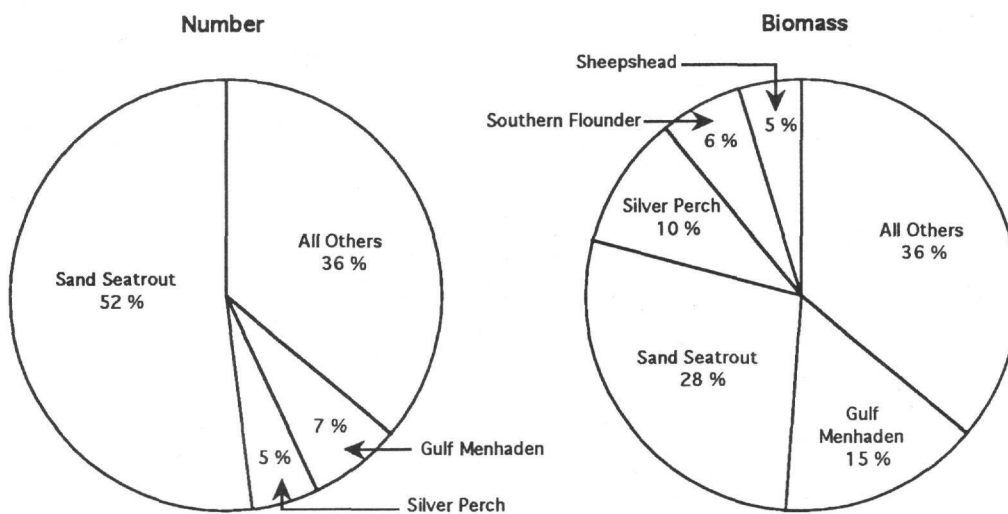 Number
All Others
36 %
Sand Seatrout
52 %
7 %
Gulf Menhaden
5 %
Silver Perch
Biomass
Sheepshead
5 %
Southern Flounder
6 %
Silver Perch
10 %
All Others
36 %
Sand Seatrout
28 %
Gulf
Menhaden
15 %